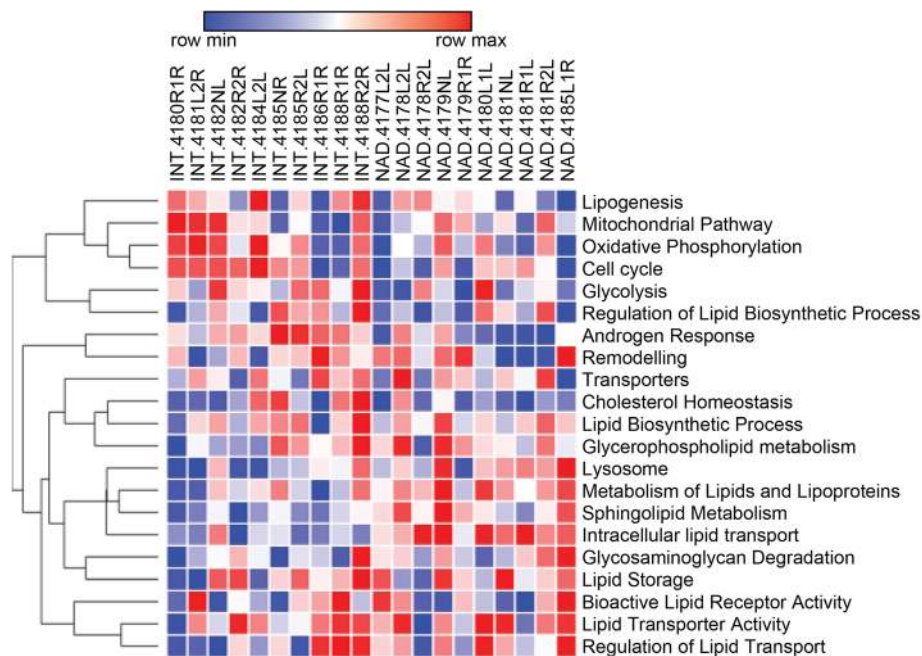 row min row max
INT.4180R1R
INT.4181L2R
INT.4182NL
INT.4182R2R
INT.4184L2L
INT.4185NR
INT.4185R2L
INT.4186R1R
INT.4188R1R
INT.4188R2R
NAD.4177L2L
NAD.4178L2L
NAD.4178R2L
NAD.4179NL
NAD.4179R1R
NAD.4180L1L
NAD.4181NL
NAD.4181R1L
NAD.4181R2L
NAD.4185L1R
Lipogenesis
Mitochondrial Pathway
Oxidative Phosphorylation
Cell cycle
Glycolysis
Regulation of Lipid Biosynthetic Process
Androgen Response
Remodelling
Transporters
Cholesterol Homeostasis
Lipid Biosynthetic Process
Glycerophospholipid metabolism
Lysosome
Metabolism of Lipids and Lipoproteins
Sphingolipid Metabolism
Intracellular lipid transport
Glycosaminoglycan Degradation
Lipid Storage
Bioactive Lipid Receptor Activity
Lipid Transporter Activity
Regulation of Lipid Transport